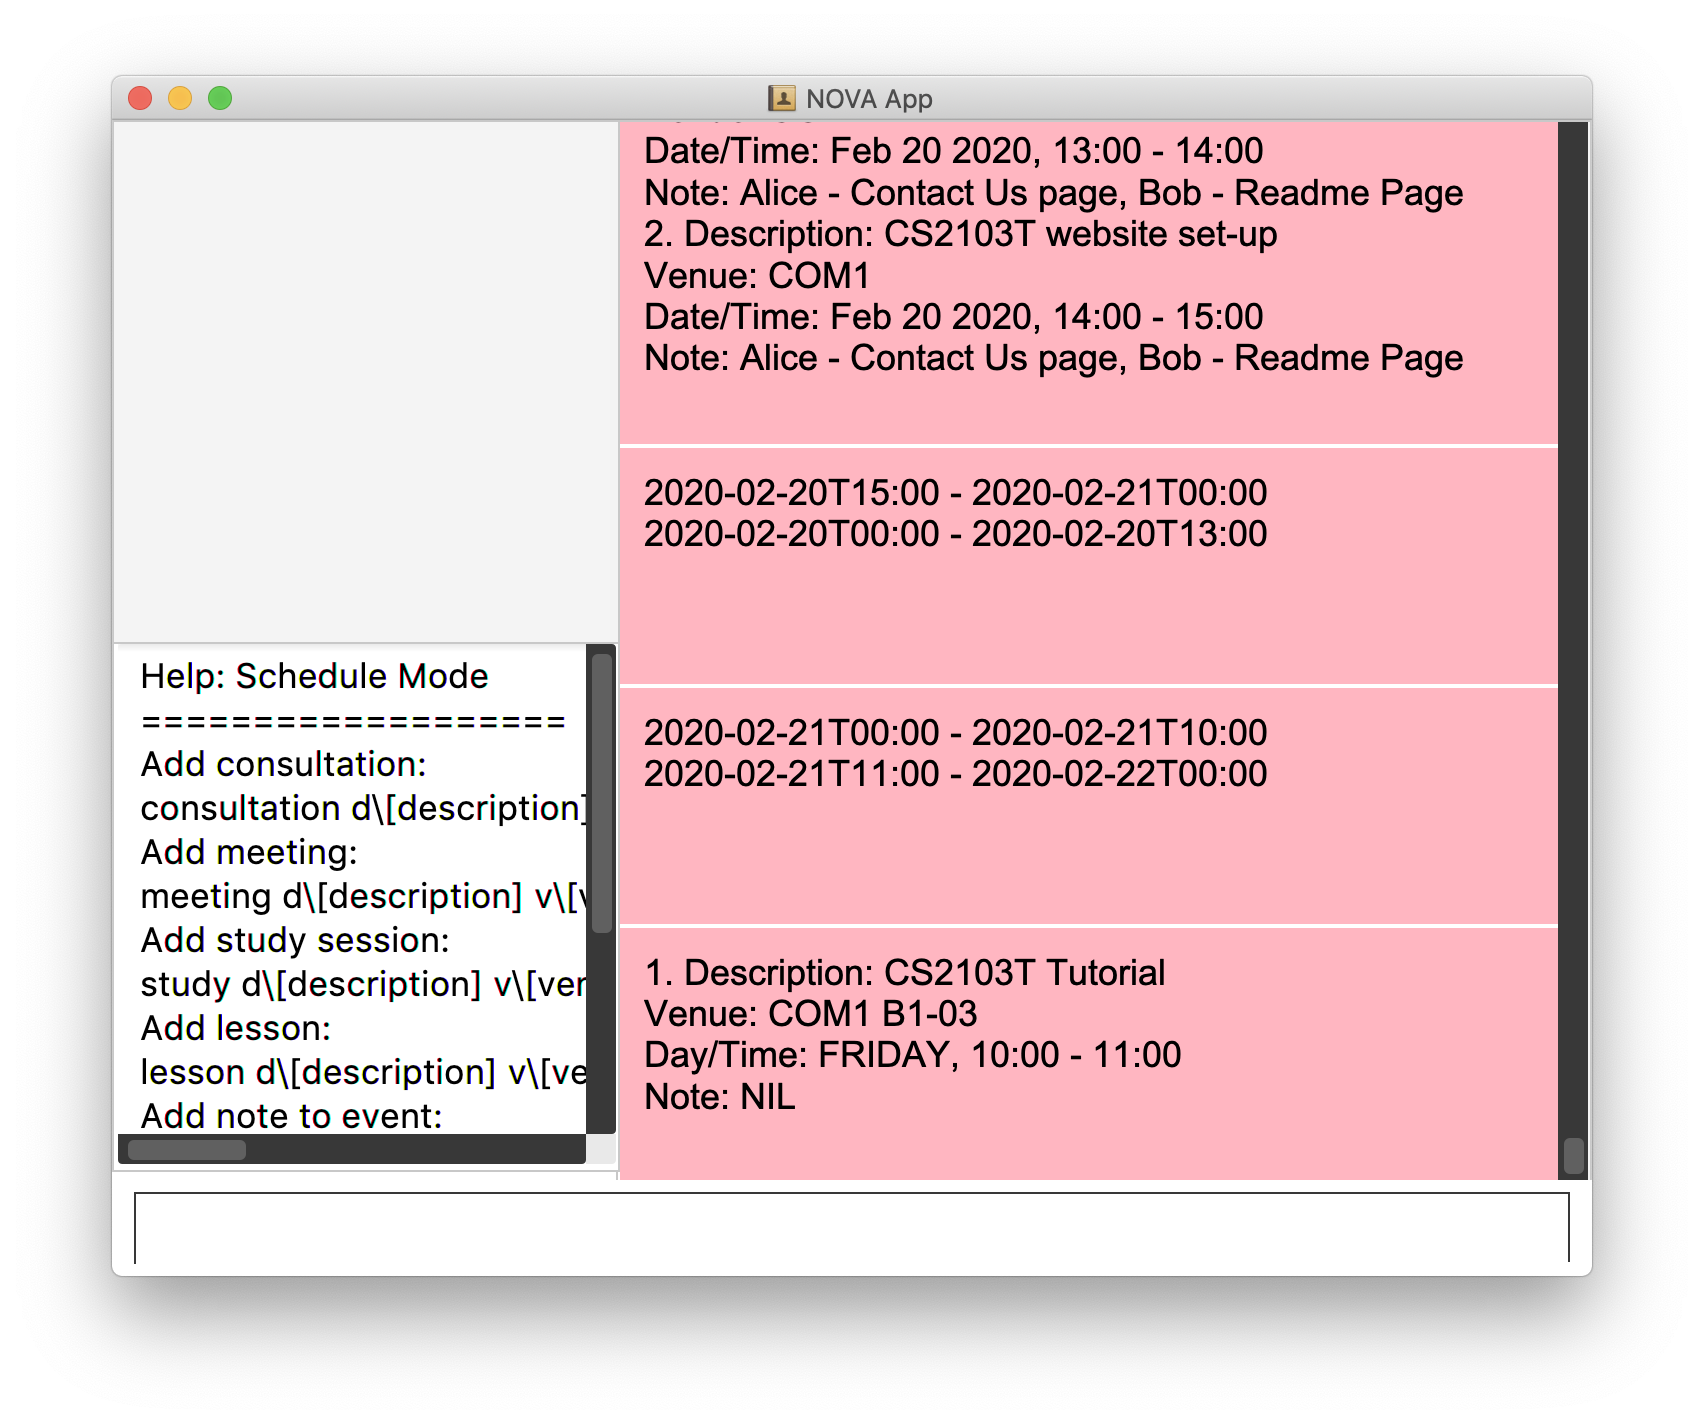 NOVA App
Date/Time: Feb 20 2020, 13:00 - 14:00
Note: Alice - Contact Us page, Bob - Readme Page
2. Description: CS2103T website set-up
Venue: COM1
Date/Time: Feb 20 2020, 14:00 - 15:00
Note: Alice - Contact Us page, Bob - Readme Page
2020-02-20T15:00 - 2020-02-21T00:00
2020-02-20T00:00 - 2020-02-20T13:00
2020-02-21T00:00 - 2020-02-21T10:00
2020-02-21T11:00 - 2020-02-22T00:00
1. Description: CS2103T Tutorial
Venue: COM1 B1-03
Day/Time: FRIDAY, 10:00 - 11:00
Note: NIL
Help: Schedule Mode
===================
Add consultation:
consultation d\[description]
Add meeting:
meeting d\[description] v\[v
Add study session:
study d\[description] v\[ver
Add lesson:
lesson d\[description] v\[ve
Add note to event: